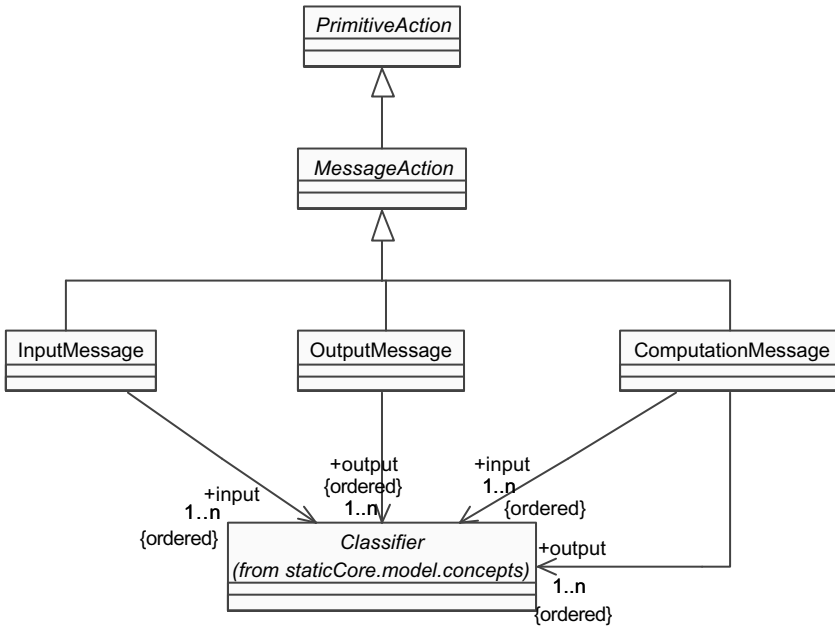 PrimitiveAction
MessageAction
InputMessage
OutputMessage
ComputationMessage
+input
1..n
{ordered}
+output
{ordered}
1..n
+input
1..n
{ordered}
Classifier
(from staticCore.model.concepts)
+output
1..n
{ordered}